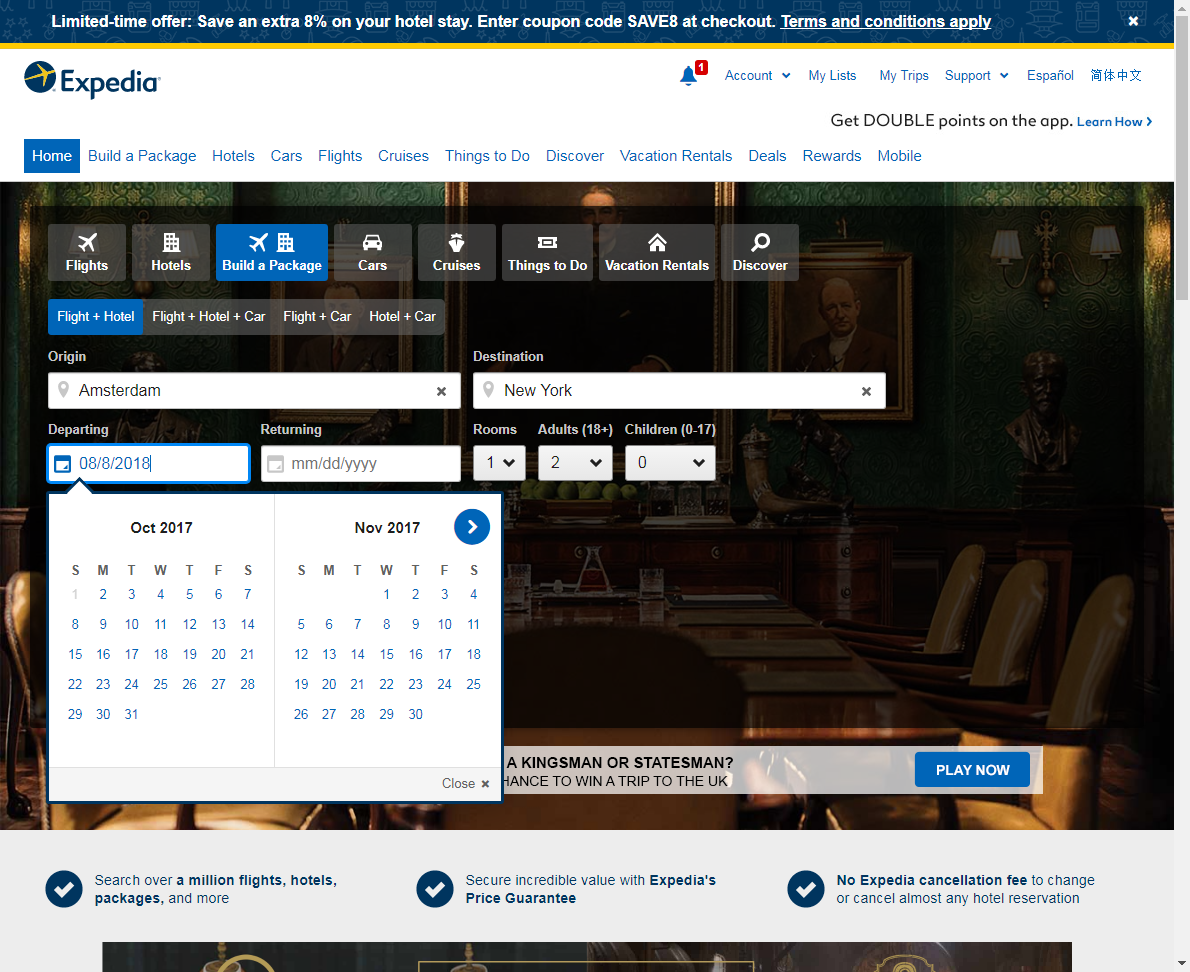 Limited-time offer: Save an extra 8% on your hotel stay. Enter coupon code SAVE8 at checkout. Terms and conditions apply
Expedia
1
Account My Lists My Trips Support Español 简体中文
Get DOUBLE points on the app. Learn How
Home Build a Package Hotels Cars Flights Cruises Things to Do Discover Vacation Rentals Deals Rewards Mobile
Flights Hotels Build a Package Cars Cruises Things to Do Vacation Rentals Discover
Flight + Hotel Flight + Hotel + Car Flight + Car Hotel + Car
Origin Destination
Amsterdam New York
Departing Returning Rooms Adults (18+) Children (0-17)
08/8/2018 mm/dd/yyyy 1 2 0
Oct 2017 Nov 2017
S M T W T F S S M T W T F S
1 2 3 4 5 6 7 1 2 3 4
8 9 10 11 12 13 14 5 6 7 8 9 10 11
15 16 17 18 19 20 21 12 13 14 15 16 17 18
22 23 24 25 26 27 28 19 20 21 22 23 24 25
29 30 31 26 27 28 29 30
A KINGSMAN OR STATESMAN?
HANCE TO WIN A TRIP TO THE UK
PLAY NOW
Close
Search over a million flights, hotels,
packages, and more
Secure incredible value with Expedia's
Price Guarantee
No Expedia cancellation fee to change
or cancel almost any hotel reservation